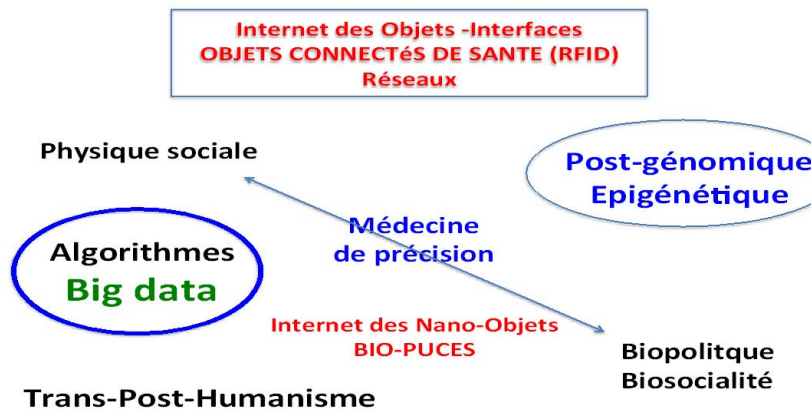 Internet des Objets -Interfaces
OBJETS CONNECTéS DE SANTE (RFID)
Réseaux
Physique sociale
Post-génomique
Epigénétique
Médecine
de précision
Algorithmes
Big data
Internet des Nano-Objets
BIO-PUCES
Biopolitque
Biosocialité
Trans-Post-Humanisme